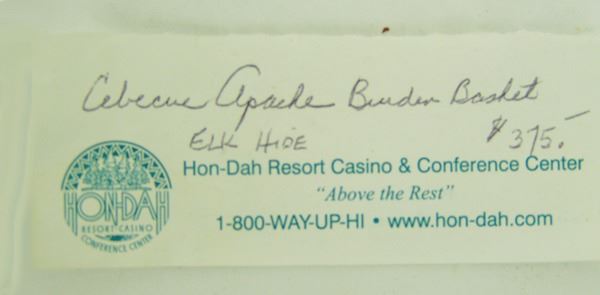 Cibecue Apache Burden Basket
ELK HIDE $375.-
HON-DAH
RESORT · CASINO
CONFERENCE CENTER
Hon-Dah Resort Casino & Conference Center
"Above the Rest"
1-800-WAY-UP-HI • www.hon-dah.com